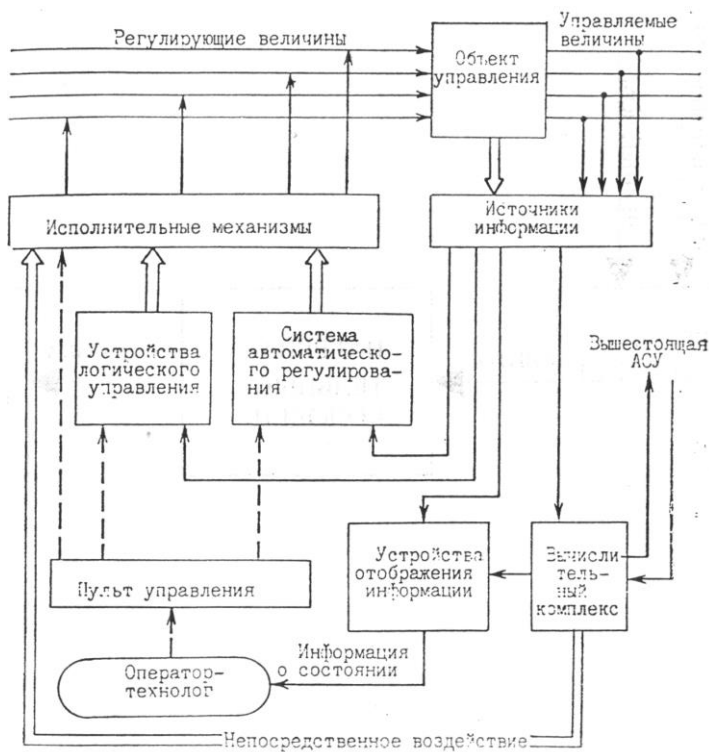 Регулирующие величины
Управляемые
величины
Объект
управления
Исполнительные механизмы
Источники
информации
Устройства
логического
управления
Система
автоматическо-
го регулирова-
ния
Вышестоящая
АСУ
Пульт управления
Устройства
отображения
информации
Вычисли
тель-
ный
комплекс
Информация
о состоянии
Оператор-
технолог
Непосредственное воздействие